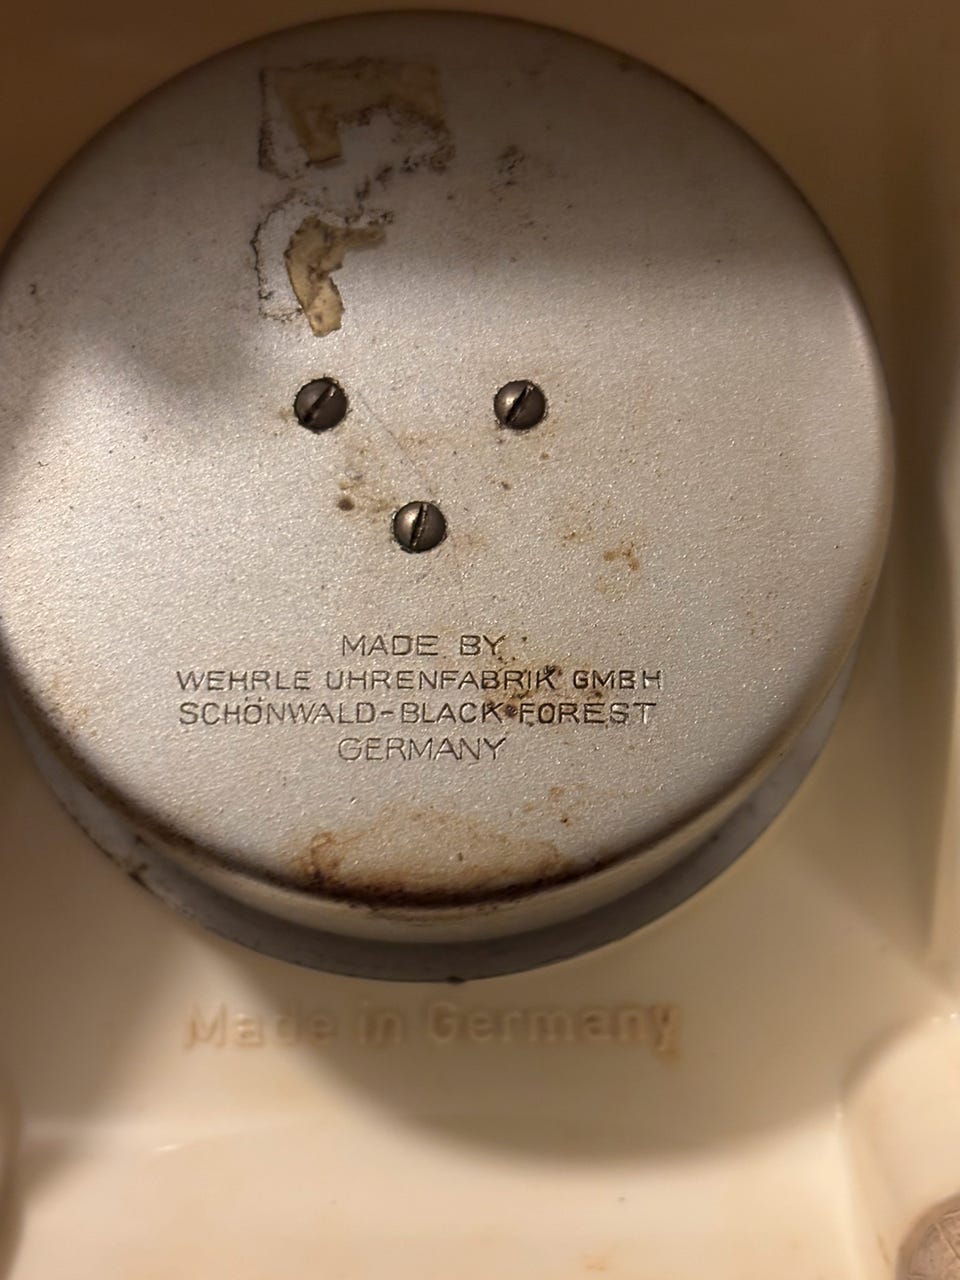 MADE BY
WEHRLE UHRENFABRIK GMBH
SCHÖNWALD-BLACK FOREST
GERMANY
Made in Germany